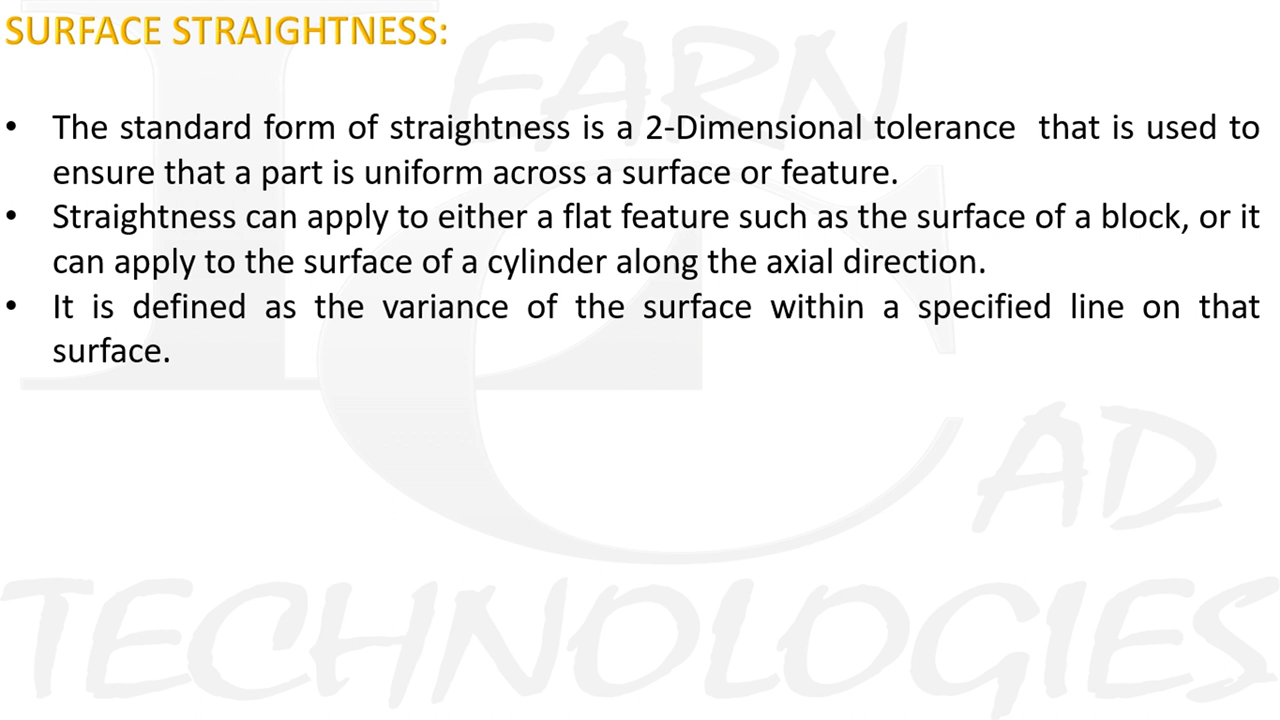 SURFACE STRAIGHTNESS:
• The standard form of straightness is a 2-Dimensional tolerance that is used to
ensure that a part is uniform across a surface or feature.
• Straightness can apply to either a flat feature such as the surface of a block, or it
can apply to the surface of a cylinder along the axial direction.
• It is defined as the variance of the surface within a specified line on that
surface.
LEARN
CAD
TECHNOLOGIES